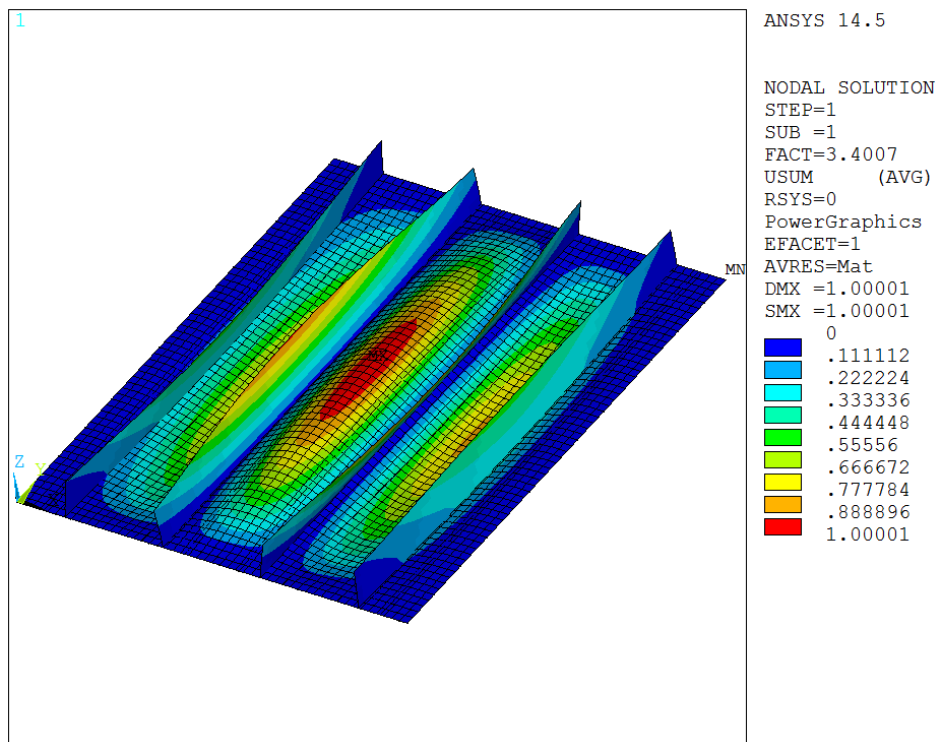 1
ANSYS 14.5
NODAL SOLUTION
STEP=1
SUB =1
FACT=3.4007
USUM (AVG)
RSYS=0
PowerGraphics
EFACET=1
AVRES=Mat
DMX =1.00001
SMX =1.00001
0
.111112
.222224
.333336
.444448
.55556
.666672
.777784
.888896
1.00001
MN
MX
Z
Y